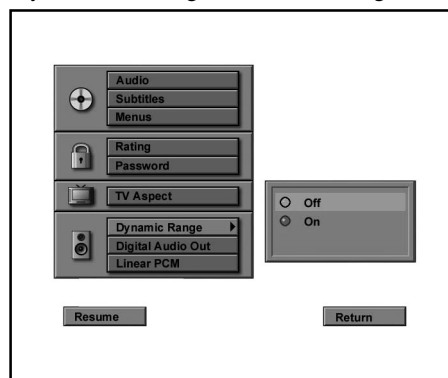 Audio
Subtitles
Menus
Rating
Password
TV Aspect
Dynamic Range
Digital Audio Out
Linear PCM
Off
On
Resume
Return